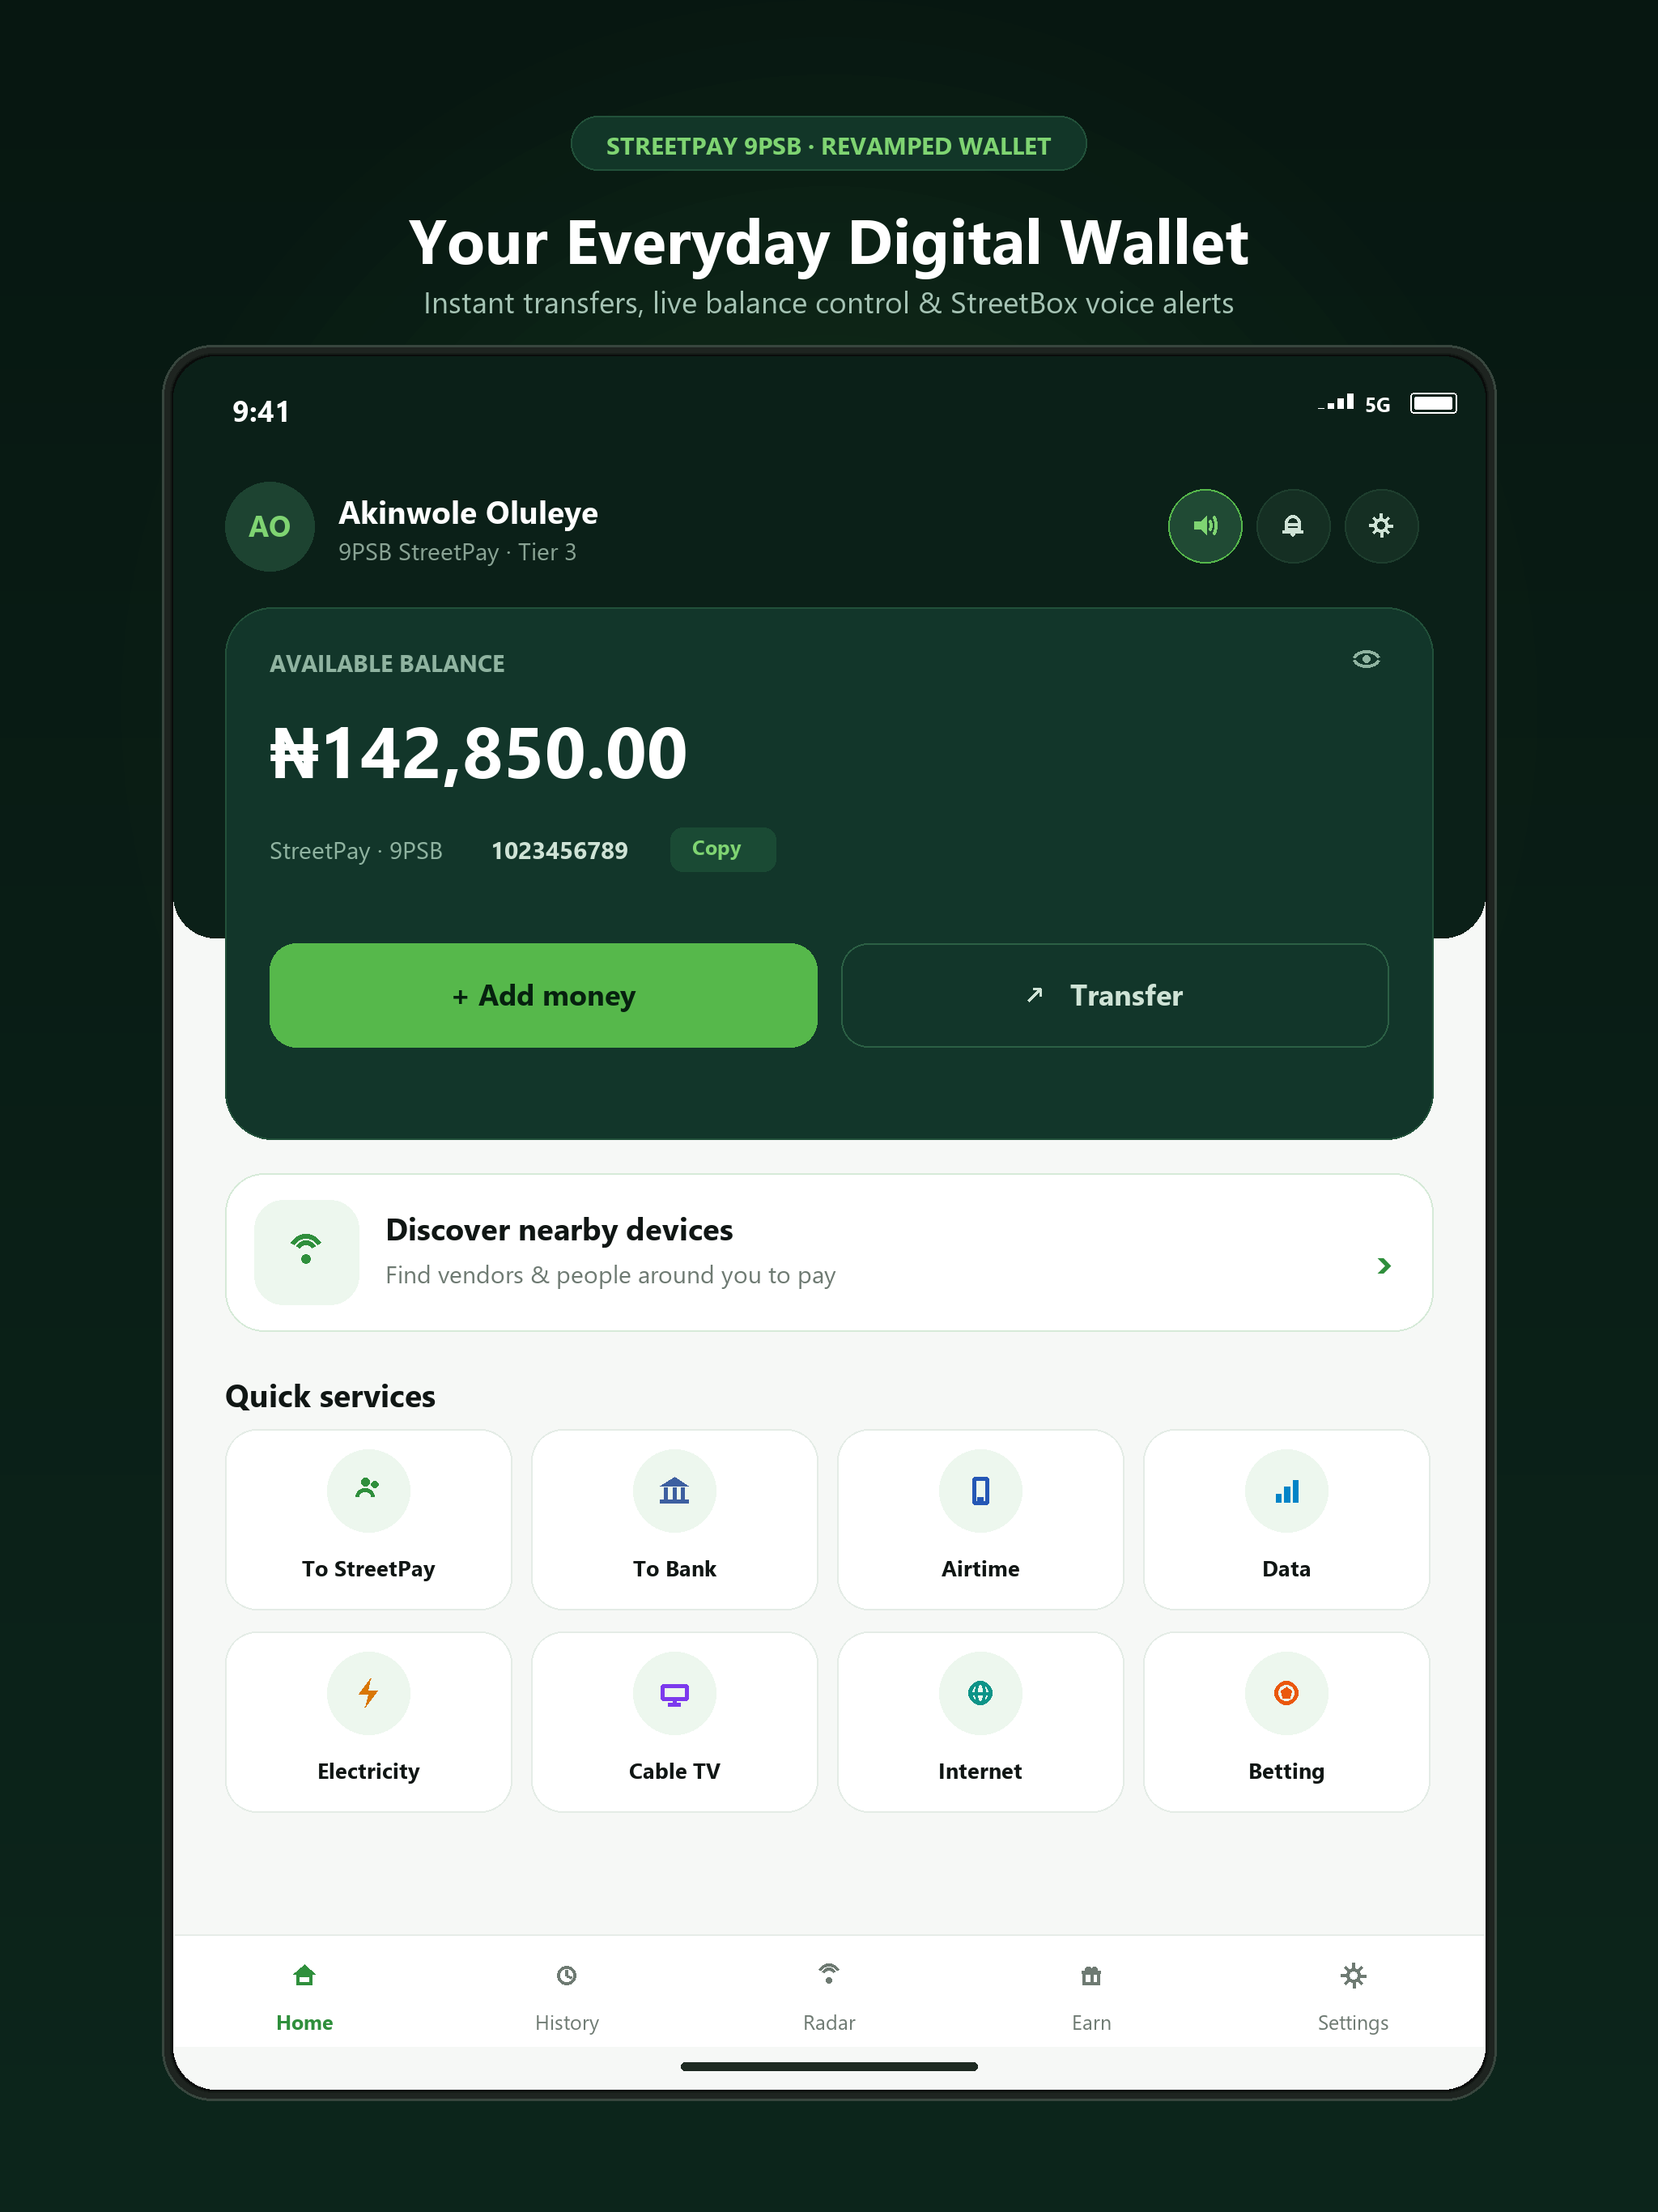 STREETPAY 9PSB · REVAMPED WALLET
Your Everyday Digital Wallet
Instant transfers, live balance control & StreetBox voice alerts
9:41
5G
AO
Akinwole Oluleye
9PSB StreetPay · Tier 3
AVAILABLE BALANCE
₦142,850.00
StreetPay · 9PSB 1023456789 Copy
+ Add money
↗ Transfer
Discover nearby devices
Find vendors & people around you to pay
Quick services
To StreetPay
To Bank
Airtime
Data
Electricity
Cable TV
Internet
Betting
Home
History
Radar
Earn
Settings